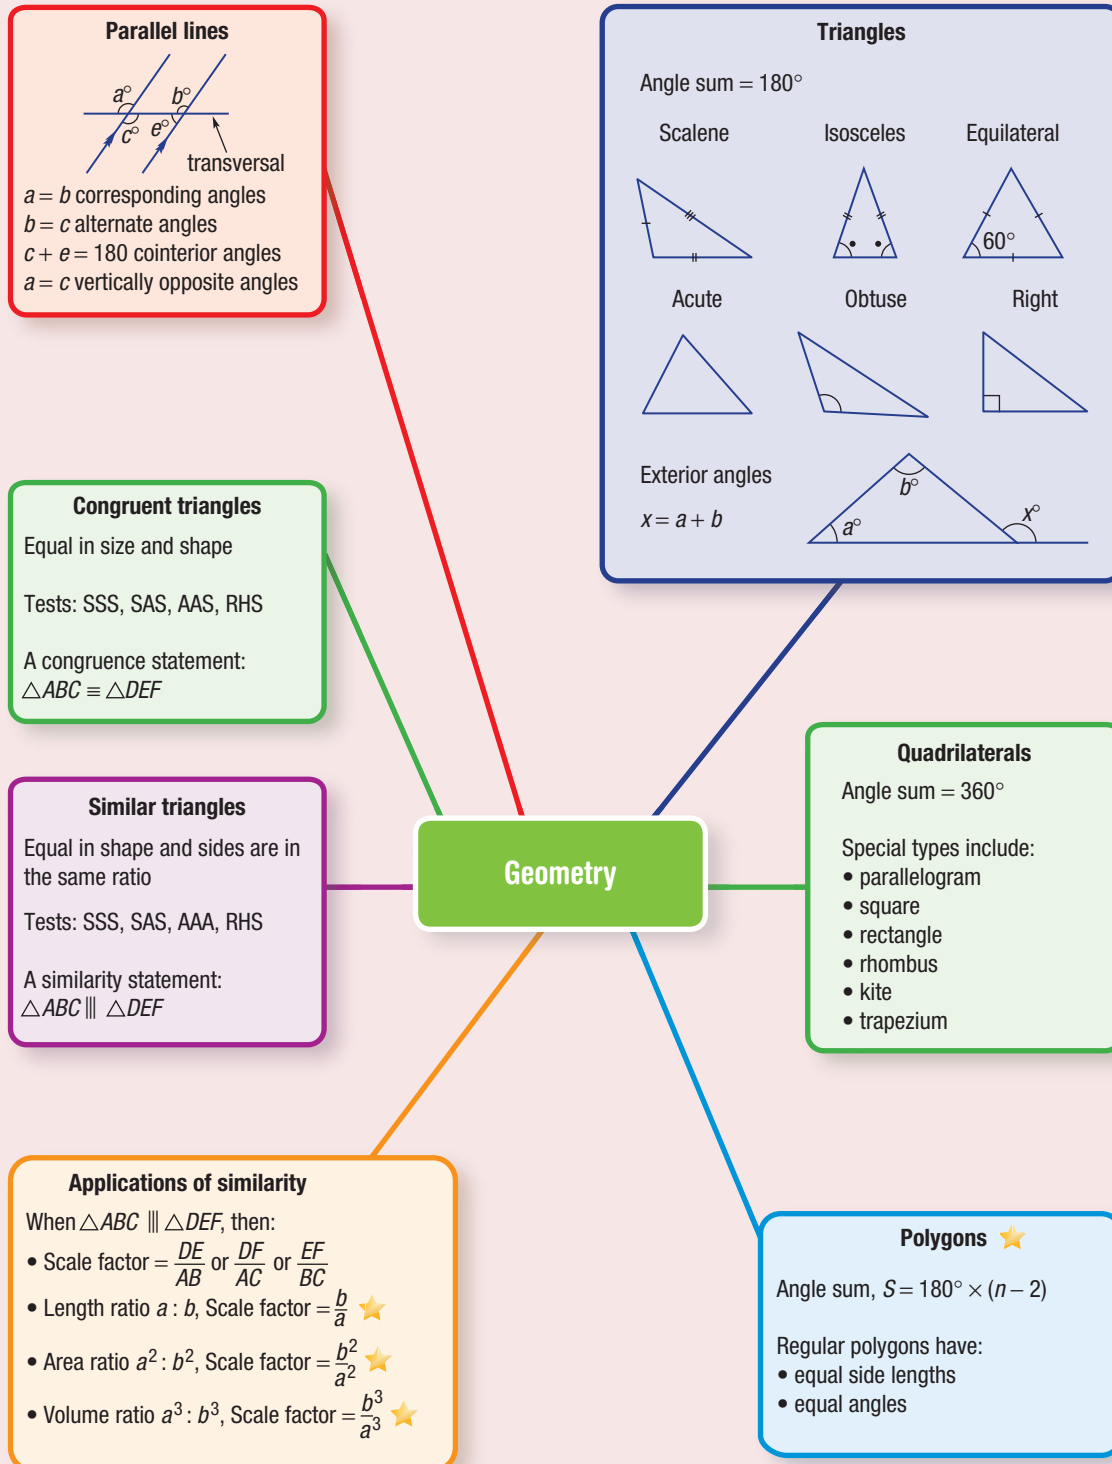 Parallel lines
a° b°
c° e°
transversal
a = b corresponding angles
b = c alternate angles
c + e = 180 cointerior angles
a = c vertically opposite angles
Triangles
Angle sum = 180°
Scalene Isosceles Equilateral
60°
Acute Obtuse Right
Exterior angles
x = a + b
b°
a°
x°
Congruent triangles
Equal in size and shape
Tests: SSS, SAS, AAS, RHS
A congruence statement:
△ABC ≡ △DEF
Similar triangles
Equal in shape and sides are in
the same ratio
Tests: SSS, SAS, AAA, RHS
A similarity statement:
△ABC ||| △DEF
Geometry
Quadrilaterals
Angle sum = 360°
Special types include:
• parallelogram
• square
• rectangle
• rhombus
• kite
• trapezium
Applications of similarity
When △ABC ||| △DEF, then:
• Scale factor = DE/AB or DF/AC or EF/BC
• Length ratio a : b, Scale factor = b/a
• Area ratio a² : b², Scale factor = b²/a²
• Volume ratio a³ : b³, Scale factor = b³/a³
Polygons
Angle sum, S = 180° × (n − 2)
Regular polygons have:
• equal side lengths
• equal angles